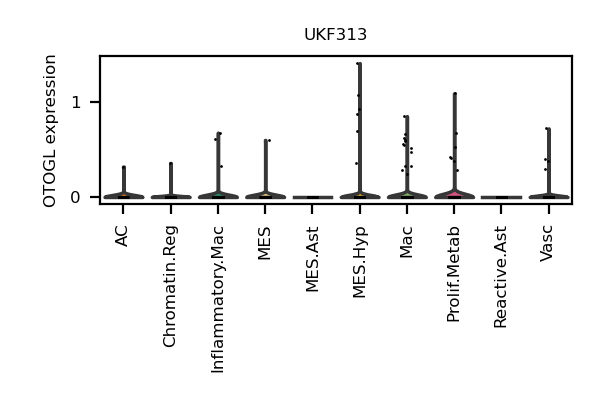 UKF313
OTOGL expression
1
0
AC
Chromatin.Reg
Inflammatory.Mac
MES
MES.Ast
MES.Hyp
Mac
Prolif.Metab
Reactive.Ast
Vasc